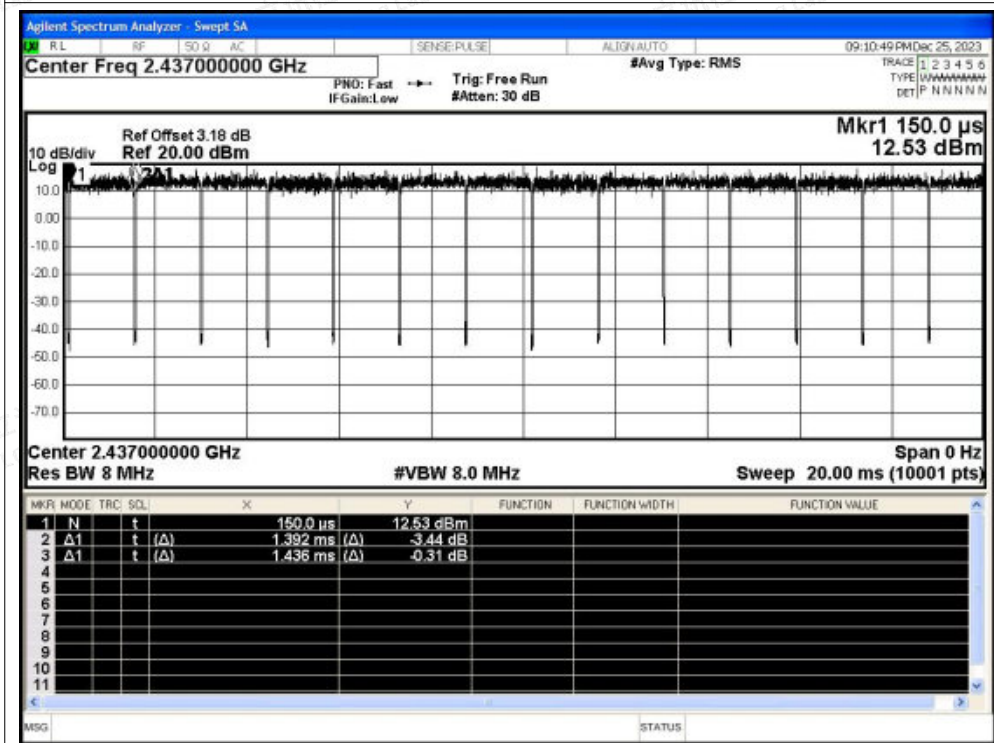 Agilent Spectrum Analyzer - Swept SA
LXI RL RF 50 Ω AC SENSE:PULSE ALIGNAUTO 09:10:49 PM Dec 25, 2023
Center Freq 2.437000000 GHz #Avg Type: RMS TRACE 1 2 3 4 5 6
PNO: Fast Trig: Free Run TYPE WWWWWW
IFGain:Low #Atten: 30 dB DET P N N N N N
Mkr1 150.0 µs
12.53 dBm
Ref Offset 3.18 dB
10 dB/div Ref 20.00 dBm
Log
1
10.0
0.00
-10.0
-20.0
-30.0
-40.0
-50.0
-60.0
-70.0
Center 2.437000000 GHz Span 0 Hz
Res BW 8 MHz #VBW 8.0 MHz Sweep 20.00 ms (10001 pts)
MKR MODE TRC SCL X Y FUNCTION FUNCTION WIDTH FUNCTION VALUE
1 N t 150.0 µs 12.53 dBm
2 Δ1 t (Δ) 1.392 ms (Δ) -3.44 dB
3 Δ1 t (Δ) 1.436 ms (Δ) -0.31 dB
4
5
6
7
8
9
10
11
MSG STATUS